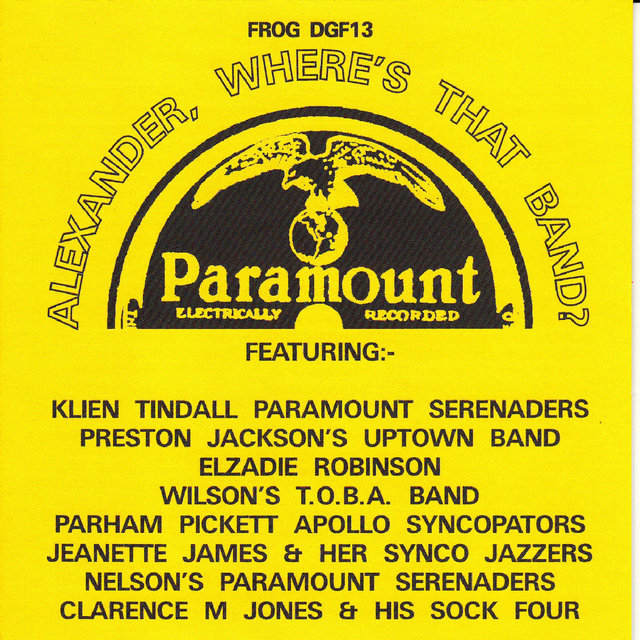 FROG DGF13
ALEXANDER, WHERE'S THAT BAND?
Paramount
ELECTRICALLY RECORDED
FEATURING:-
KLIEN TINDALL PARAMOUNT SERENADERS
PRESTON JACKSON'S UPTOWN BAND
ELZADIE ROBINSON
WILSON'S T.O.B.A. BAND
PARHAM PICKETT APOLLO SYNCOPATORS
JEANETTE JAMES & HER SYNCO JAZZERS
NELSON'S PARAMOUNT SERENADERS
CLARENCE M JONES & HIS SOCK FOUR